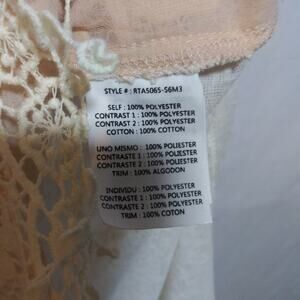 STYLE # : RTA5065-S6M3
SELF : 100% POLYESTER
CONTRAST 1 : 100% POLYESTER
CONTRAST 2 : 100% POLYESTER
COTTON : 100% COTTON
UNO MISMO : 100% POLIESTER
CONTRASTE 1 : 100% POLIESTER
CONTRASTE 2 : 100% POLIESTER
TRIM : 100% ALGODON
INDIVIDU : 100% POLYESTER
CONTRASTE 1 : 100% POLYESTER
CONTRASTE 2 : 100% POLYESTER
TRIM : 100% COTON